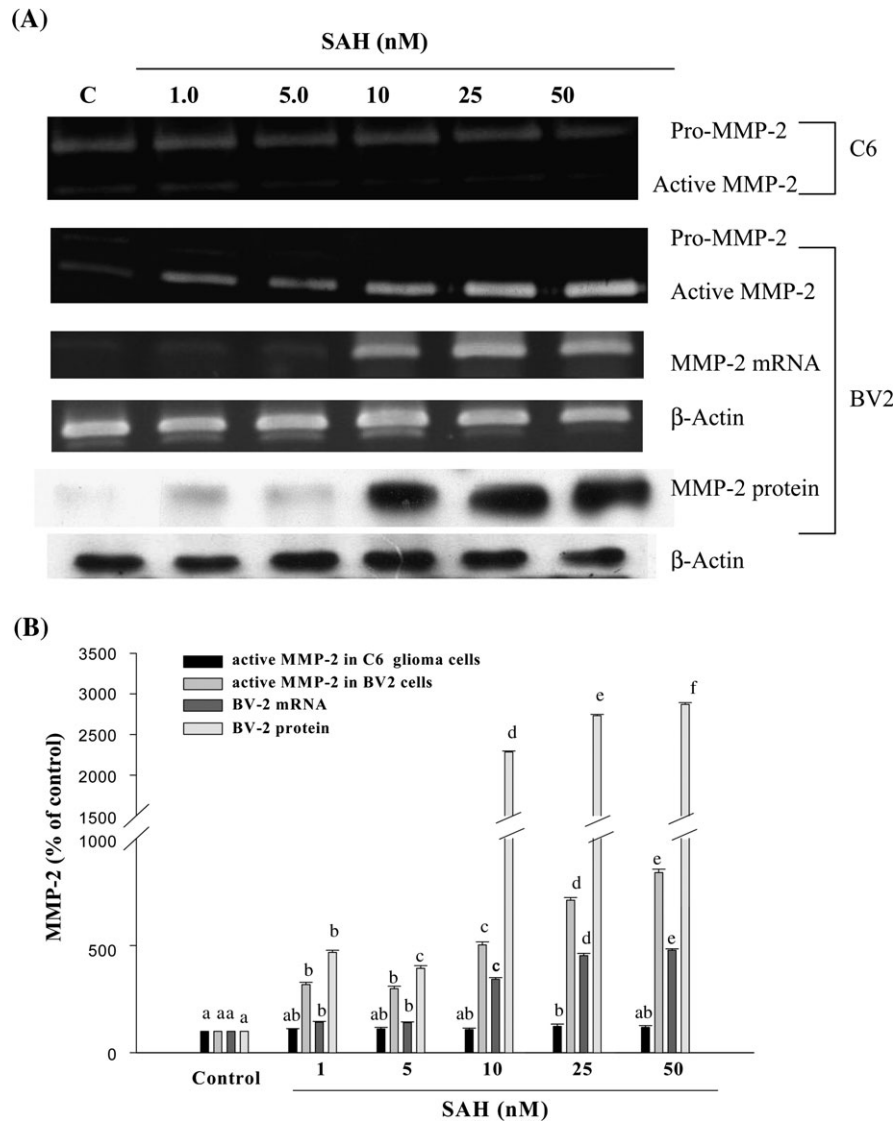 (A)
SAH (nM)
C 1.0 5.0 10 25 50
Pro-MMP-2
Active MMP-2
C6
Pro-MMP-2
Active MMP-2
MMP-2 mRNA
β-Actin
MMP-2 protein
β-Actin
BV2
(B)
MMP-2 (% of control)
3500
3000
2500
2000
1500
1000
500
0
active MMP-2 in C6 glioma cells
active MMP-2 in BV2 cells
BV-2 mRNA
BV-2 protein
a aa a
ab b b b
ab b b c
ab c c d
b d d e
ab e e f
Control 1 5 10 25 50
SAH (nM)